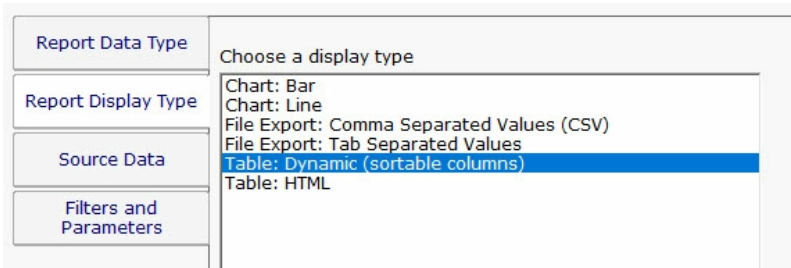 Report Data Type
Report Display Type
Source Data
Filters and
Parameters
Choose a display type
Chart: Bar
Chart: Line
File Export: Comma Separated Values (CSV)
File Export: Tab Separated Values
Table: Dynamic (sortable columns)
Table: HTML